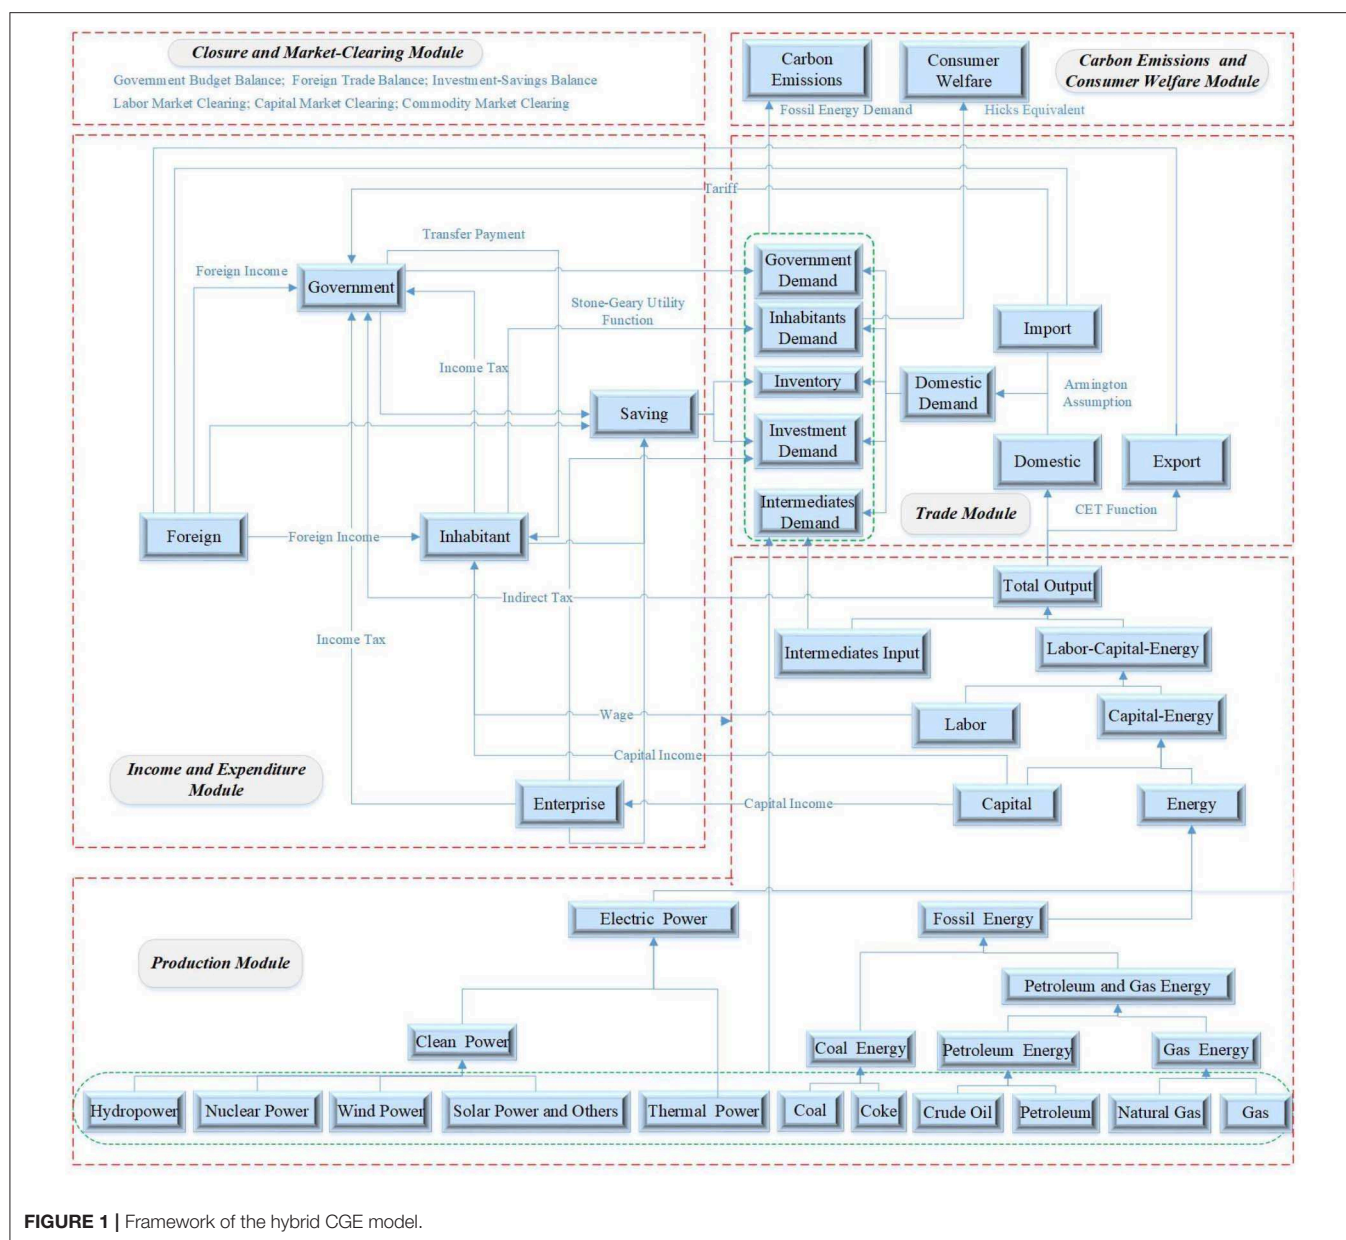 Closure and Market-Clearing Module
Government Budget Balance; Foreign Trade Balance; Investment-Savings Balance
Labor Market Clearing; Capital Market Clearing; Commodity Market Clearing
Carbon
Emissions
Consumer
Welfare
Carbon Emissions and
Consumer Welfare Module
Fossil Energy Demand
Hicks Equivalent
Tariff
Transfer Payment
Foreign Income
Government
Stone-Geary Utility
Function
Income Tax
Saving
Foreign
Foreign Income
Inhabitant
Indirect Tax
Income Tax
Wage
Capital Income
Income and Expenditure
Module
Enterprise
Government
Demand
Inhabitants
Demand
Inventory
Investment
Demand
Intermediates
Demand
Import
Domestic
Demand
Armington
Assumption
Domestic
Export
Trade Module
CET Function
Total Output
Intermediates Input
Labor-Capital-Energy
Labor
Capital-Energy
Capital Income
Capital
Energy
Electric Power
Fossil Energy
Production Module
Petroleum and Gas Energy
Clean Power
Coal Energy
Petroleum Energy
Gas Energy
Hydropower
Nuclear Power
Wind Power
Solar Power and Others
Thermal Power
Coal
Coke
Crude Oil
Petroleum
Natural Gas
Gas
FIGURE 1 | Framework of the hybrid CGE model.